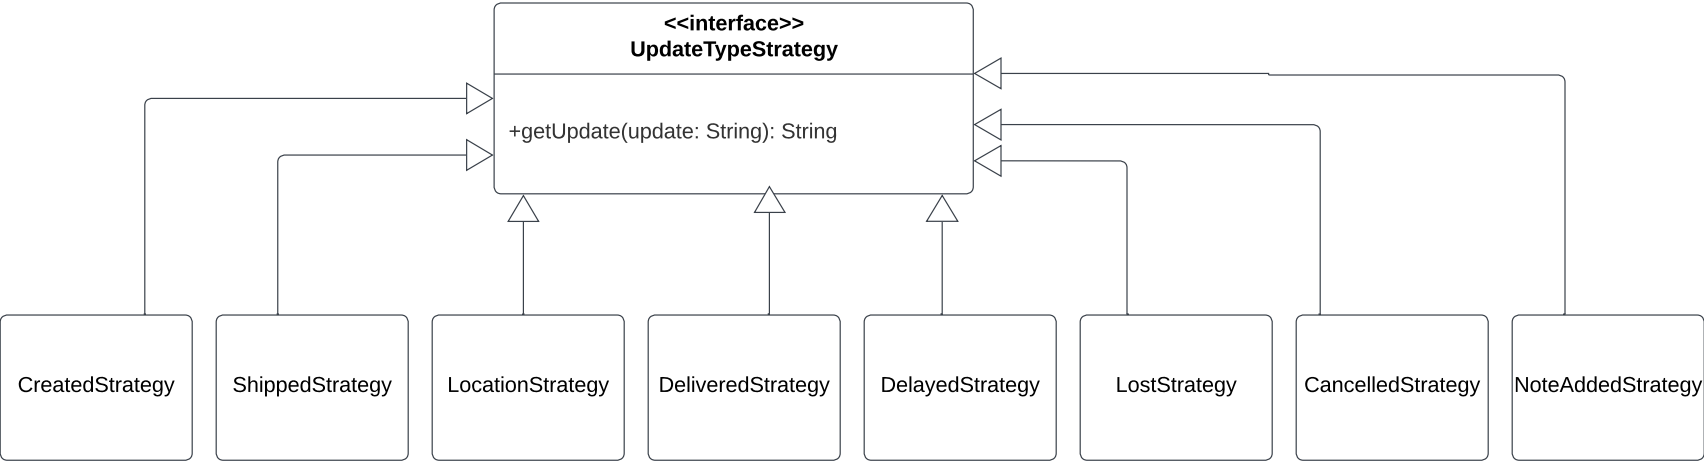 <<interface>>
UpdateTypeStrategy
+getUpdate(update: String): String
CreatedStrategy
ShippedStrategy
LocationStrategy
DeliveredStrategy
DelayedStrategy
LostStrategy
CancelledStrategy
NoteAddedStrategy